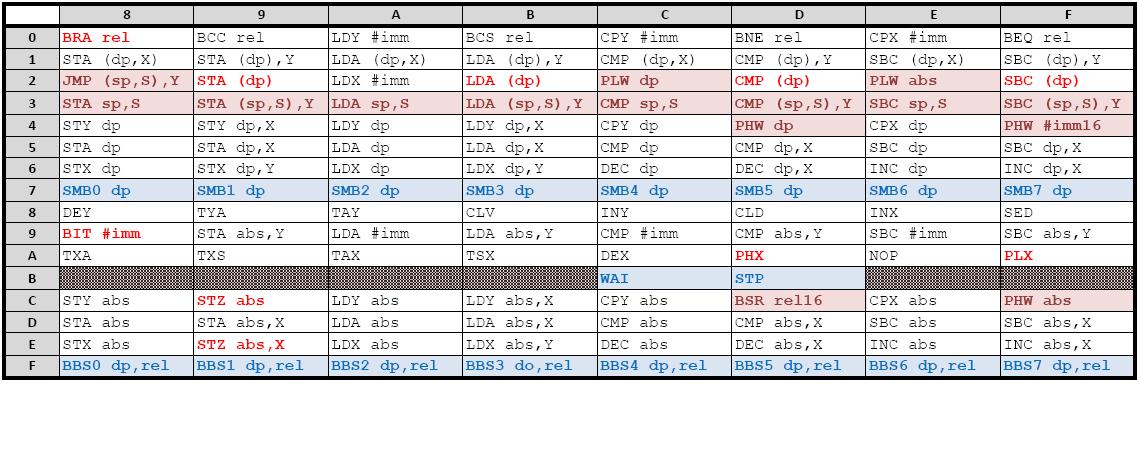 8 9 A B C D E F
0 BRA rel BCC rel LDY #imm BCS rel CPY #imm BNE rel CPX #imm BEQ rel
1 STA (dp,X) STA (dp),Y LDA (dp,X) LDA (dp),Y CMP (dp,X) CMP (dp),Y SBC (dp,X) SBC (dp),Y
2 JMP (sp,S),Y STA (dp) LDX #imm LDA (dp) PLW dp CMP (dp) PLW abs SBC (dp)
3 STA sp,S STA (sp,S),Y LDA sp,S LDA (sp,S),Y CMP sp,S CMP (sp,S),Y SBC sp,S SBC (sp,S),Y
4 STY dp STY dp,X LDY dp LDY dp,X CPY dp PHW dp CPX dp PHW #imm16
5 STA dp STA dp,X LDA dp LDA dp,X CMP dp CMP dp,X SBC dp SBC dp,X
6 STX dp STX dp,Y LDX dp LDX dp,Y DEC dp DEC dp,X INC dp INC dp,X
7 SMB0 dp SMB1 dp SMB2 dp SMB3 dp SMB4 dp SMB5 dp SMB6 dp SMB7 dp
8 DEY TYA TAY CLV INY CLD INX SED
9 BIT #imm STA abs,Y LDA #imm LDA abs,Y CMP #imm CMP abs,Y SBC #imm SBC abs,Y
A TXA TXS TAX TSX DEX PHX NOP PLX
B WAI STP
C STY abs STZ abs LDY abs LDY abs,X CPY abs BSR rel16 CPX abs PHW abs
D STA abs STA abs,X LDA abs LDA abs,X CMP abs CMP abs,X SBC abs SBC abs,X
E STX abs STZ abs,X LDX abs LDX abs,Y DEC abs DEC abs,X INC abs INC abs,X
F BBS0 dp,rel BBS1 dp,rel BBS2 dp,rel BBS3 do,rel BBS4 dp,rel BBS5 dp,rel BBS6 dp,rel BBS7 dp,rel